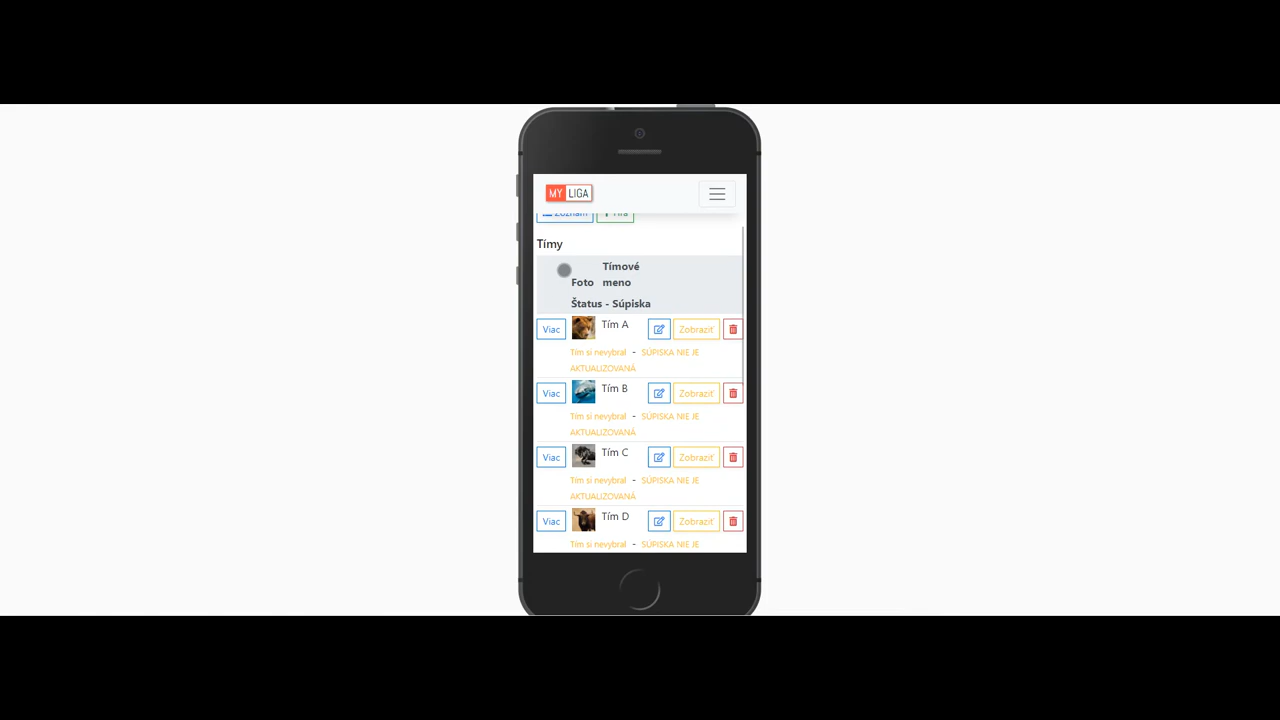 MY LIGA
Zoznam
Tímy
Foto Tímové meno
Štatus - Súpiska
Viac Tím A Zobraziť
Tím si nevybral - SÚPISKA NIE JE
AKTUALIZOVANÁ
Viac Tím B Zobraziť
Tím si nevybral - SÚPISKA NIE JE
AKTUALIZOVANÁ
Viac Tím C Zobraziť
Tím si nevybral - SÚPISKA NIE JE
AKTUALIZOVANÁ
Viac Tím D Zobraziť
Tím si nevybral - SÚPISKA NIE JE